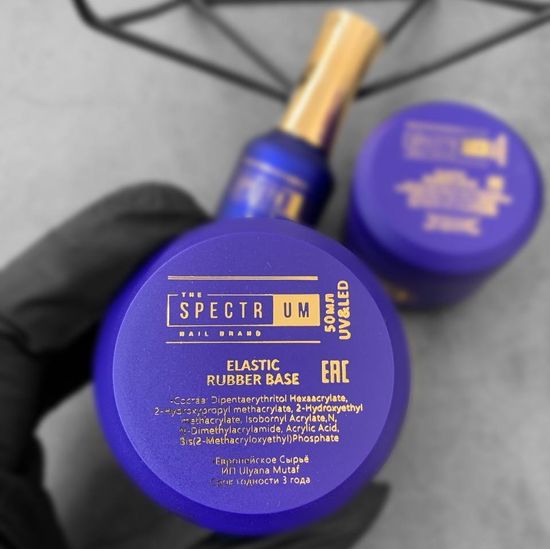 THE
SPECTRUM
NAIL BRAND
50мл
UV&LED
ELASTIC
RUBBER BASE
EAC
Состав: Dipentaerythritol Hexaacrylate,
2-Hydroxypropyl methacrylate, 2-Hydroxyethyl
methacrylate, Isobornyl Acrylate,N,
N-Dimethylacrylamide, Acrylic Acid,
Bis(2-Methacryloxyethyl)Phosphate
Европейское Сырьё
ИП Ulyana Mutaf
Срок годности 3 года
UM